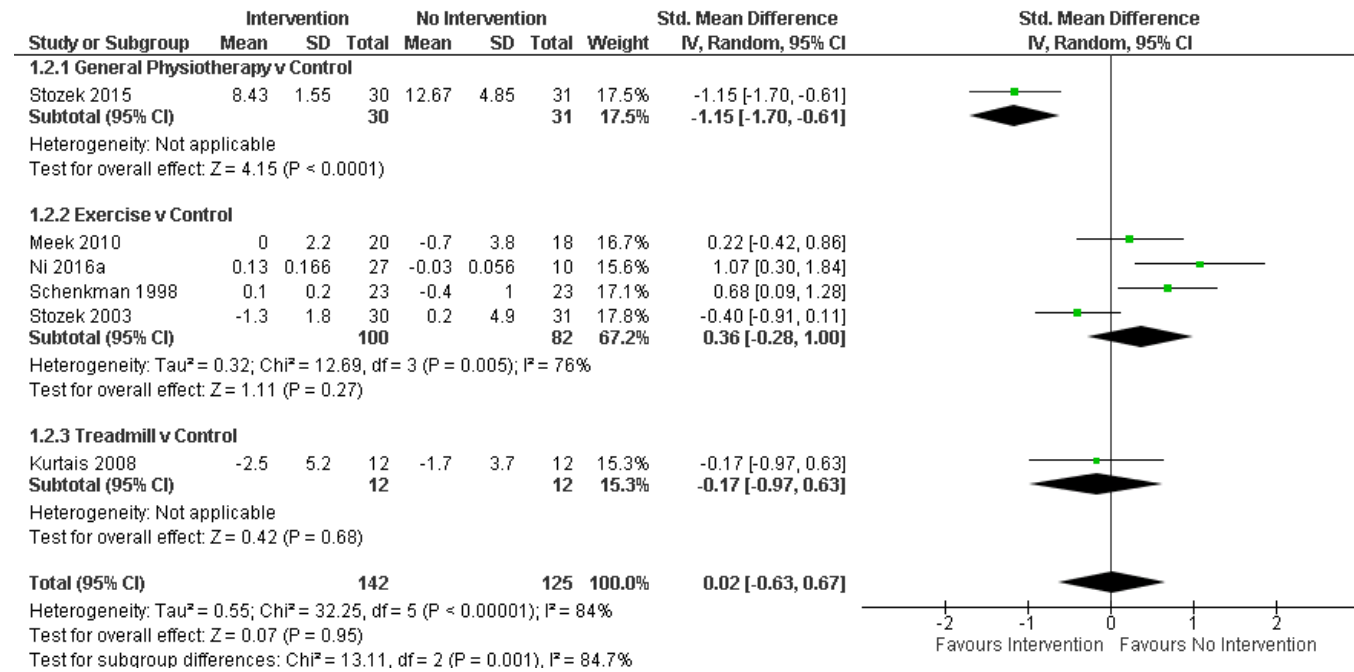 Intervention No Intervention Std. Mean Difference Std. Mean Difference
Study or Subgroup Mean SD Total Mean SD Total Weight IV, Random, 95% CI IV, Random, 95% CI
1.2.1 General Physiotherapy v Control
Stozek 2015 8.43 1.55 30 12.67 4.85 31 17.5% -1.15 [-1.70, -0.61]
Subtotal (95% CI) 30 31 17.5% -1.15 [-1.70, -0.61]
Heterogeneity: Not applicable
Test for overall effect: Z = 4.15 (P < 0.0001)
1.2.2 Exercise v Control
Meek 2010 0 2.2 20 -0.7 3.8 18 16.7% 0.22 [-0.42, 0.86]
Ni 2016a 0.13 0.166 27 -0.03 0.056 10 15.6% 1.07 [0.30, 1.84]
Schenkman 1998 0.1 0.2 23 -0.4 1 23 17.1% 0.68 [0.09, 1.28]
Stozek 2003 -1.3 1.8 30 0.2 4.9 31 17.8% -0.40 [-0.91, 0.11]
Subtotal (95% CI) 100 82 67.2% 0.36 [-0.28, 1.00]
Heterogeneity: Tau² = 0.32; Chi² = 12.69, df = 3 (P = 0.005); I² = 76%
Test for overall effect: Z = 1.11 (P = 0.27)
1.2.3 Treadmill v Control
Kurtais 2008 -2.5 5.2 12 -1.7 3.7 12 15.3% -0.17 [-0.97, 0.63]
Subtotal (95% CI) 12 12 15.3% -0.17 [-0.97, 0.63]
Heterogeneity: Not applicable
Test for overall effect: Z = 0.42 (P = 0.68)
Total (95% CI) 142 125 100.0% 0.02 [-0.63, 0.67]
Heterogeneity: Tau² = 0.55; Chi² = 32.25, df = 5 (P < 0.00001); I² = 84%
Test for overall effect: Z = 0.07 (P = 0.95)
Test for subgroup differences: Chi² = 13.11, df = 2 (P = 0.001), I² = 84.7%
-2 -1 0 1 2
Favours Intervention Favours No Intervention